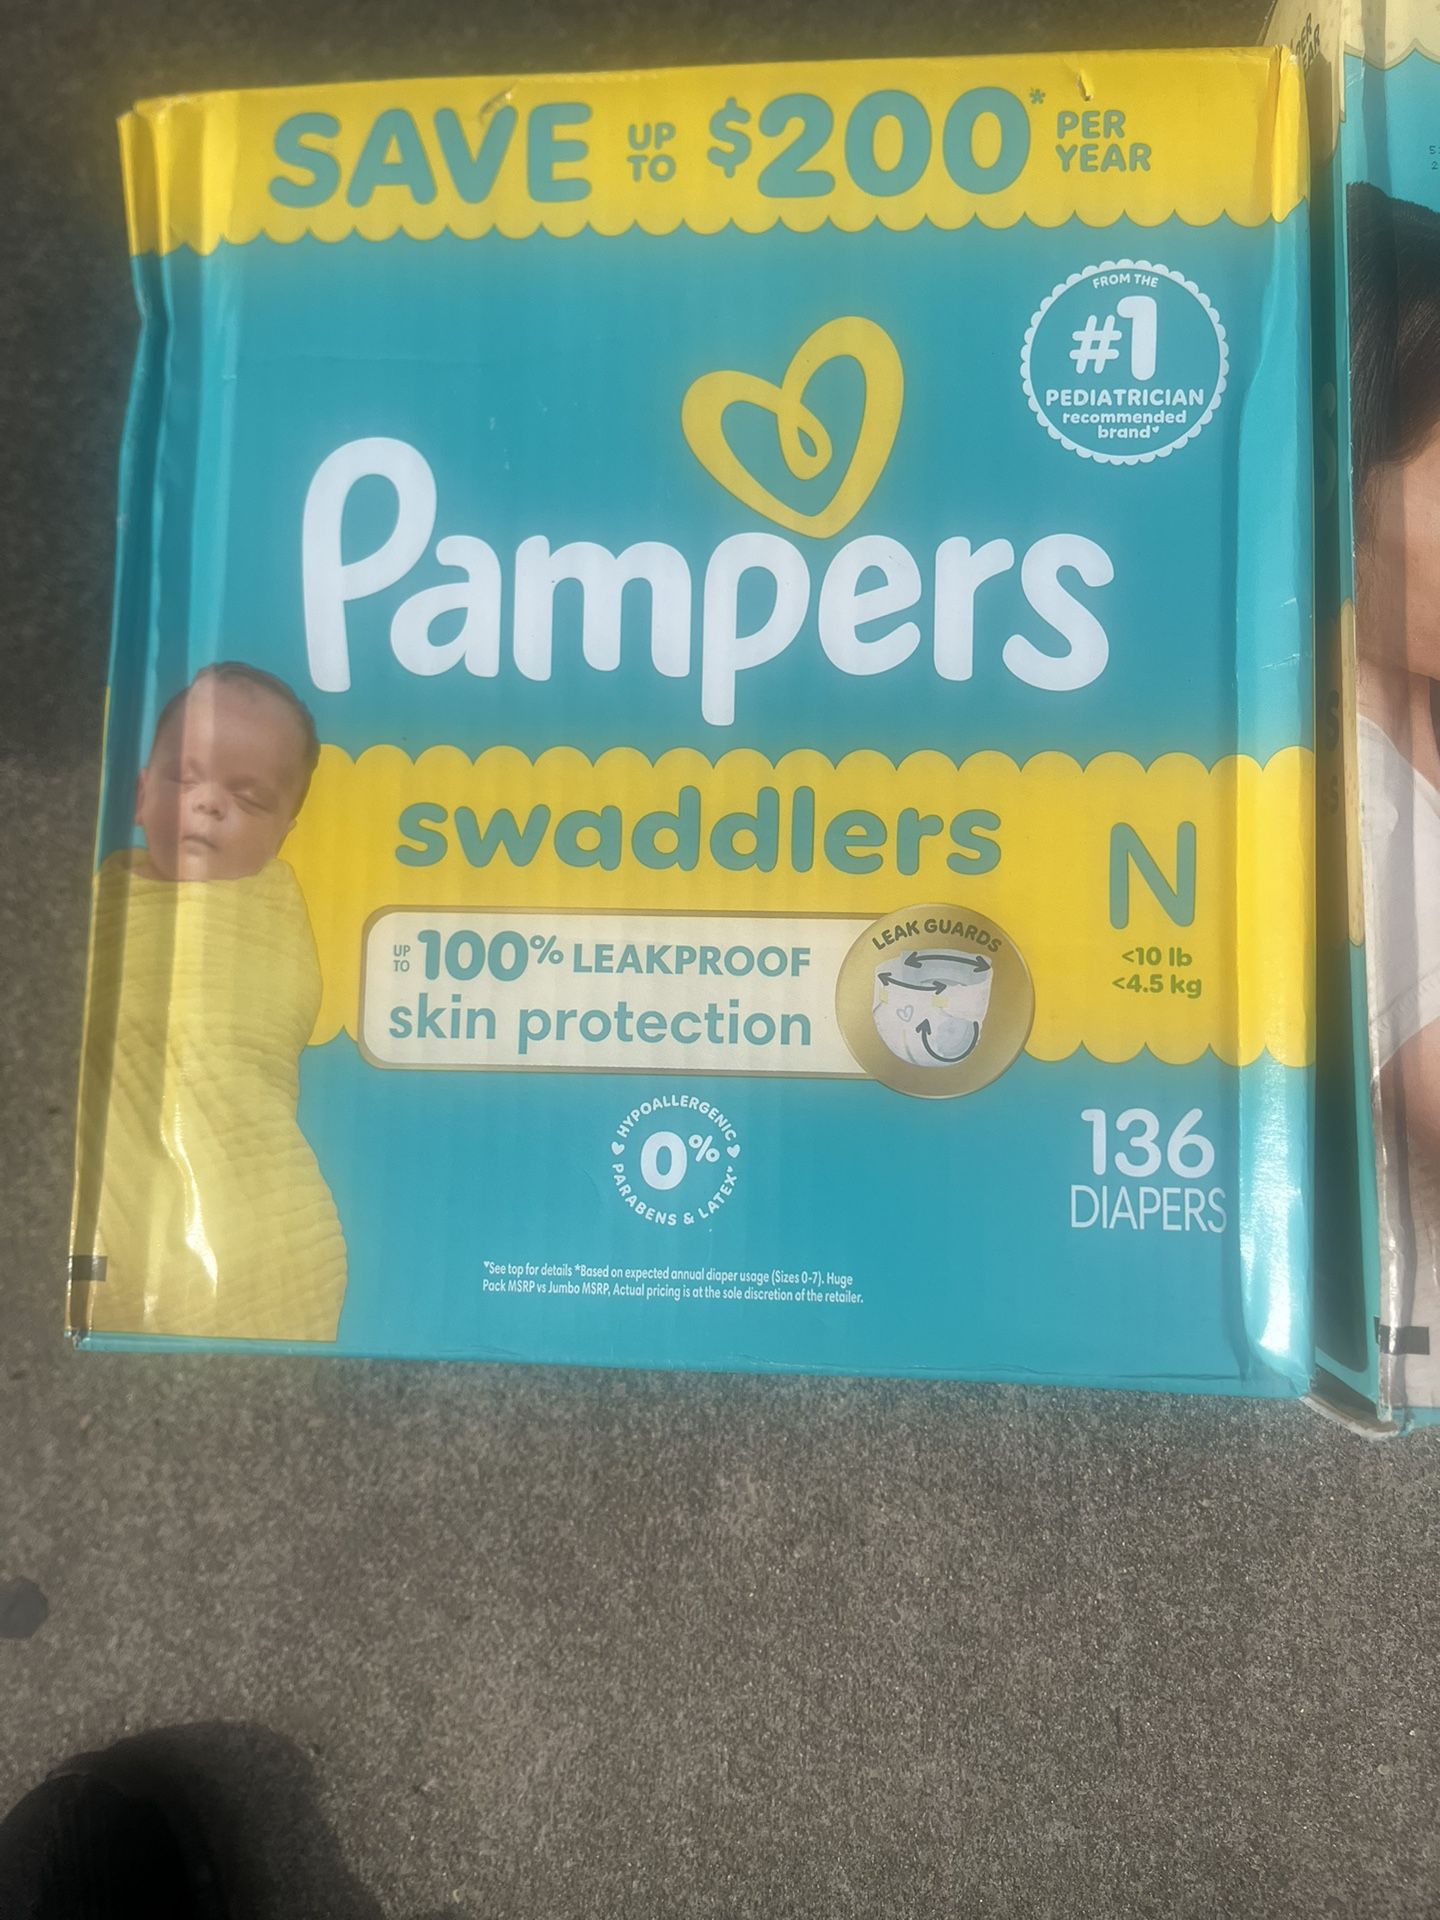 SAVE UP TO $200* PER YEAR
FROM THE
#1
PEDIATRICIAN
recommended
brand♥
Pampers
swaddlers
N
<10 lb
<4.5 kg
UP TO 100% LEAKPROOF
skin protection
LEAK GUARDS
HYPOALLERGENIC
0%
PARABENS & LATEX♥
136
DIAPERS
♥See top for details *Based on expected annual diaper usage (Sizes 0-7). Huge
Pack MSRP vs Jumbo MSRP, Actual pricing is at the sole discretion of the retailer.